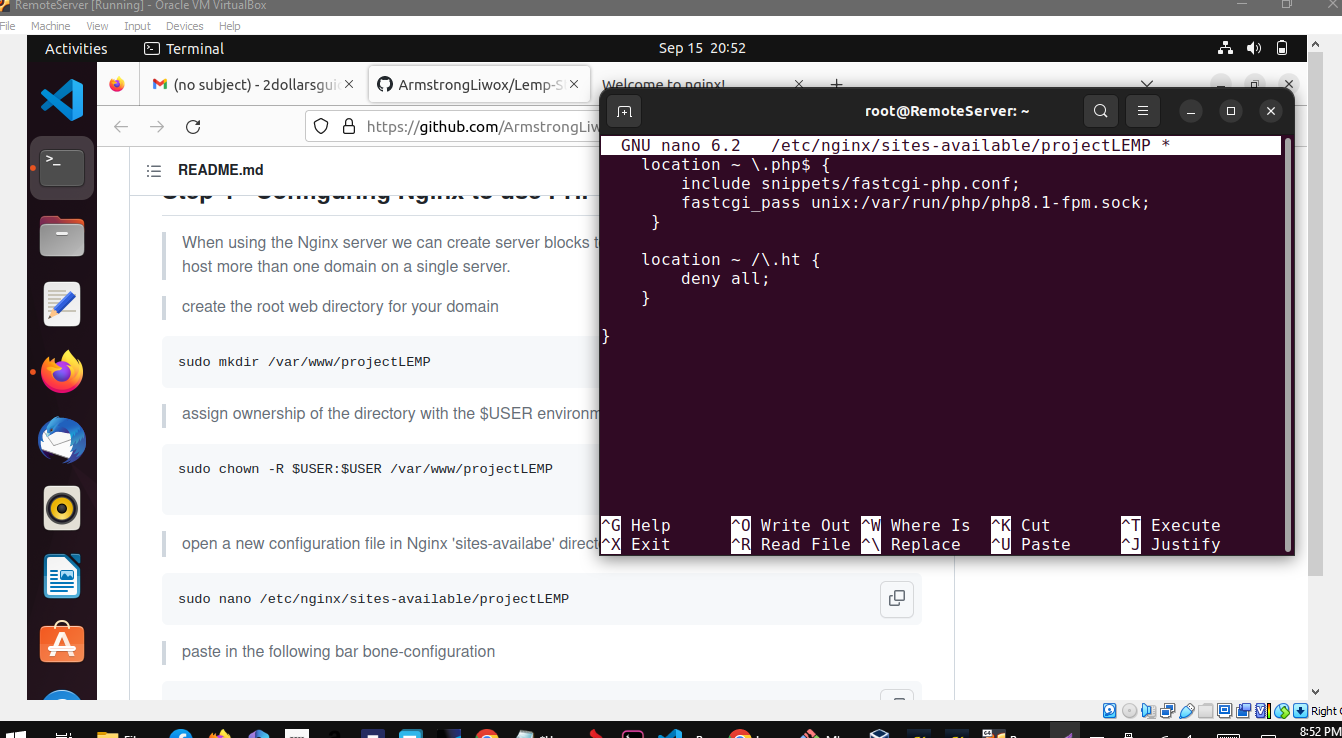 RemoteServer [Running] - Oracle VM VirtualBox
File Machine View Input Devices Help
Activities Terminal Sep 15 20:52
(no subject) - 2dollarsgui
ArmstrongLiwox/Lemp-S
Welcome to nginx!
https://github.com/ArmstrongLiw
README.md
When using the Nginx server we can create server blocks t
host more than one domain on a single server.
create the root web directory for your domain
sudo mkdir /var/www/projectLEMP
assign ownership of the directory with the $USER environm
sudo chown -R $USER:$USER /var/www/projectLEMP
open a new configuration file in Nginx 'sites-availabe' direct
sudo nano /etc/nginx/sites-available/projectLEMP
paste in the following bar bone-configuration
root@RemoteServer: ~
GNU nano 6.2 /etc/nginx/sites-available/projectLEMP *
location ~ \.php$ {
include snippets/fastcgi-php.conf;
fastcgi_pass unix:/var/run/php/php8.1-fpm.sock;
}
location ~ /\.ht {
deny all;
}
}
^G Help ^O Write Out ^W Where Is ^K Cut ^T Execute
^X Exit ^R Read File ^\ Replace ^U Paste ^J Justify
Right
8:52 PM